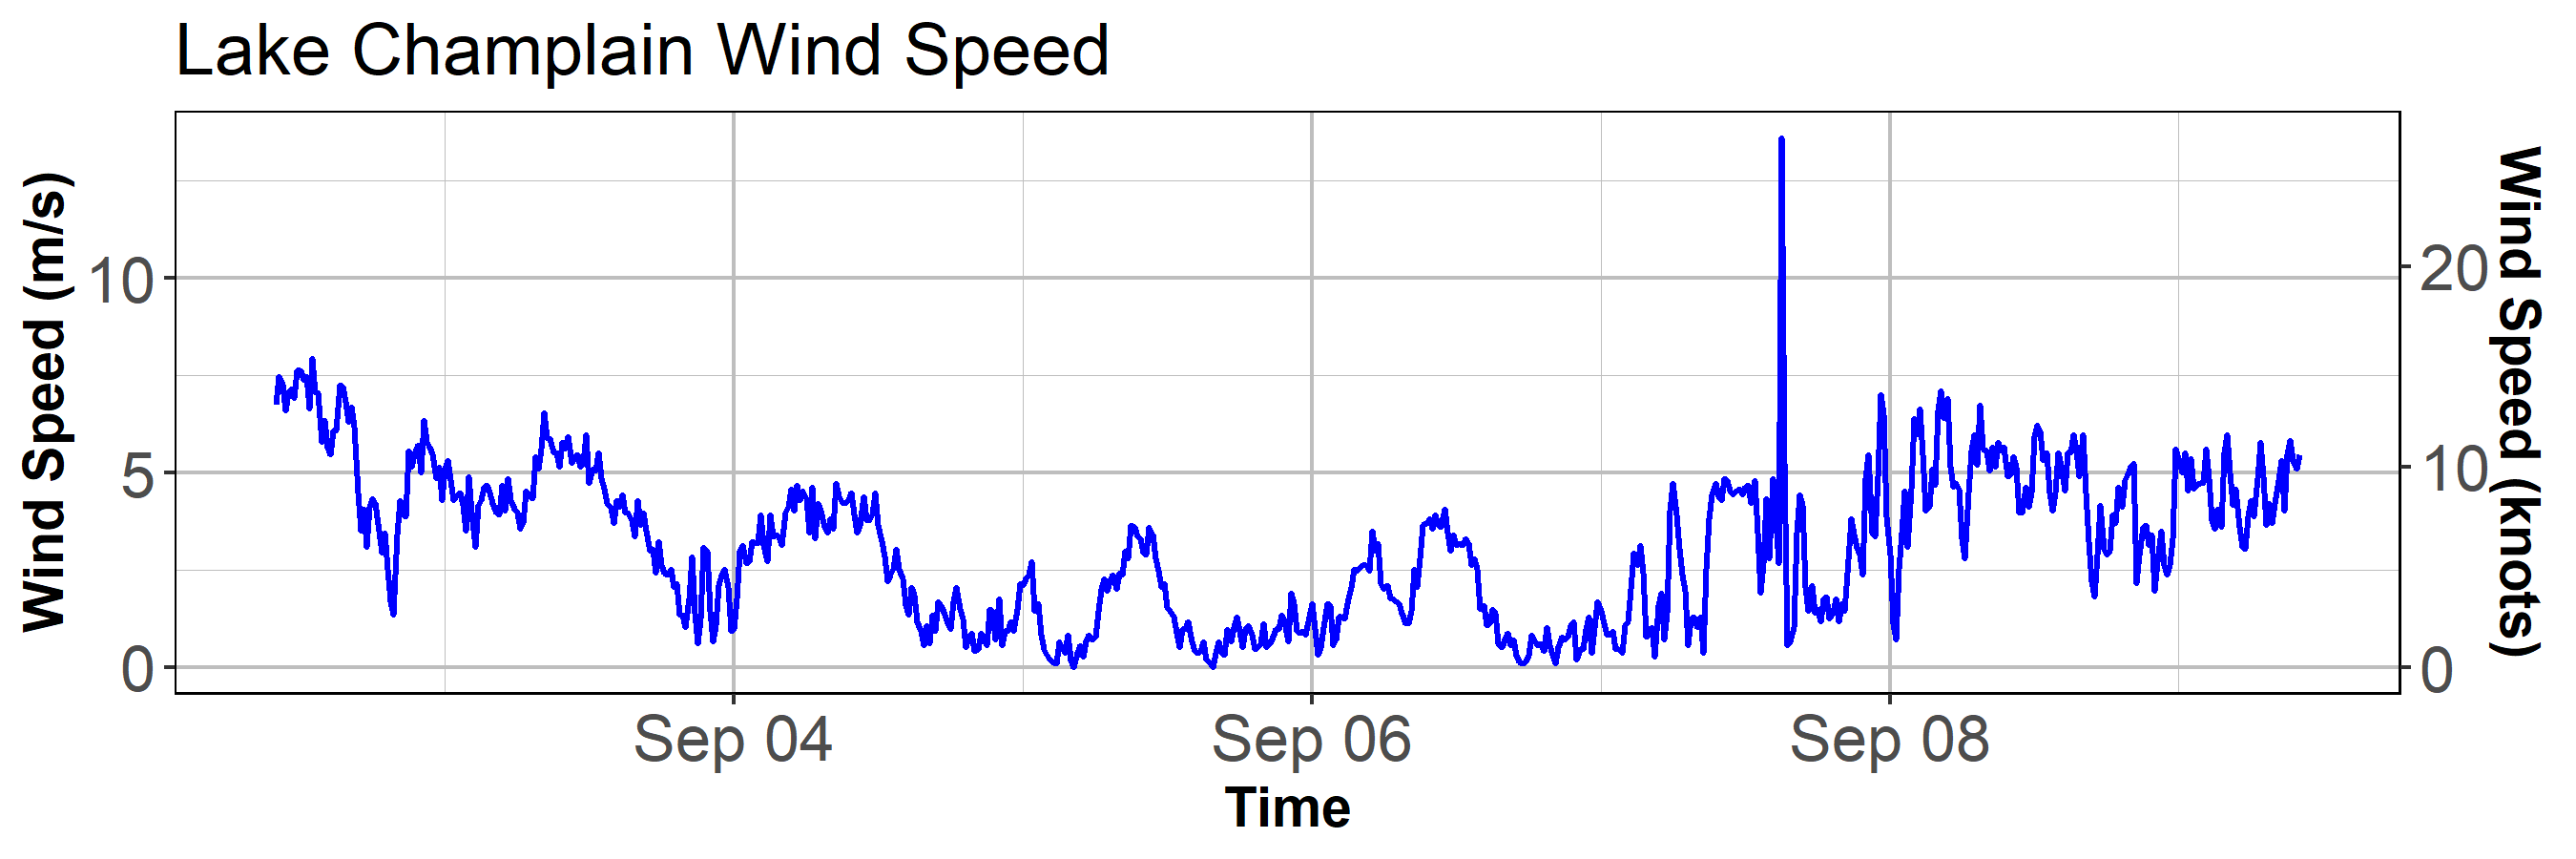 Lake Champlain Wind Speed
Wind Speed (m/s)
10
5
0
20
10
0
Wind Speed (knots)
Sep 04
Sep 06
Sep 08
Time